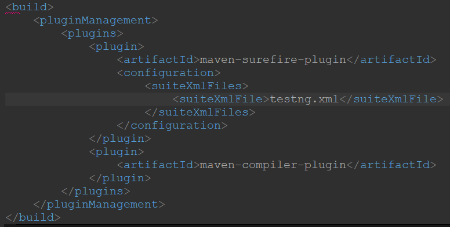 <build>
<pluginManagement>
<plugins>
<plugin>
<artifactId>maven-surefire-plugin</artifactId>
<configuration>
<suiteXmlFiles>
<suiteXmlFile>testng.xml</suiteXmlFile>
</suiteXmlFiles>
</configuration>
</plugin>
<plugin>
<artifactId>maven-compiler-plugin</artifactId>
</plugin>
</plugins>
</pluginManagement>
</build>